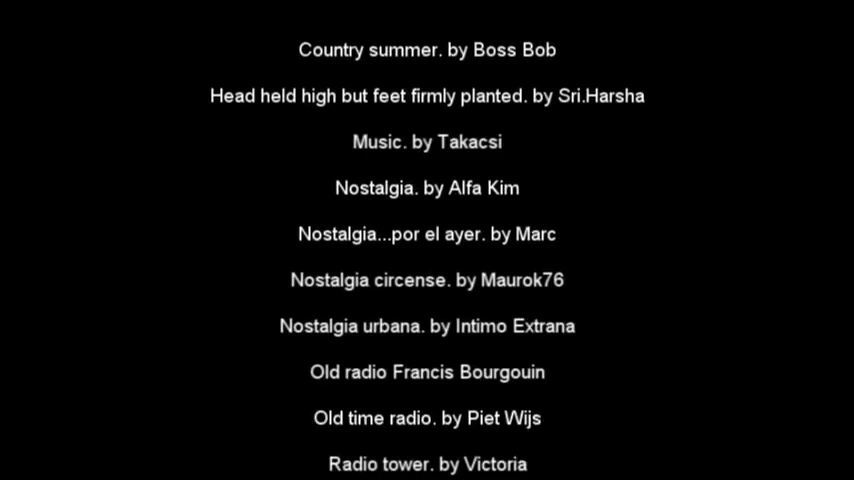 Country summer. by Boss Bob
Head held high but feet firmly planted. by Sri.Harsha
Music. by Takacsi
Nostalgia. by Alfa Kim
Nostalgia...por el ayer. by Marc
Nostalgia circense. by Maurok76
Nostalgia urbana. by Intimo Extrana
Old radio Francis Bourgouin
Old time radio. by Piet Wijs
Radio tower. by Victoria